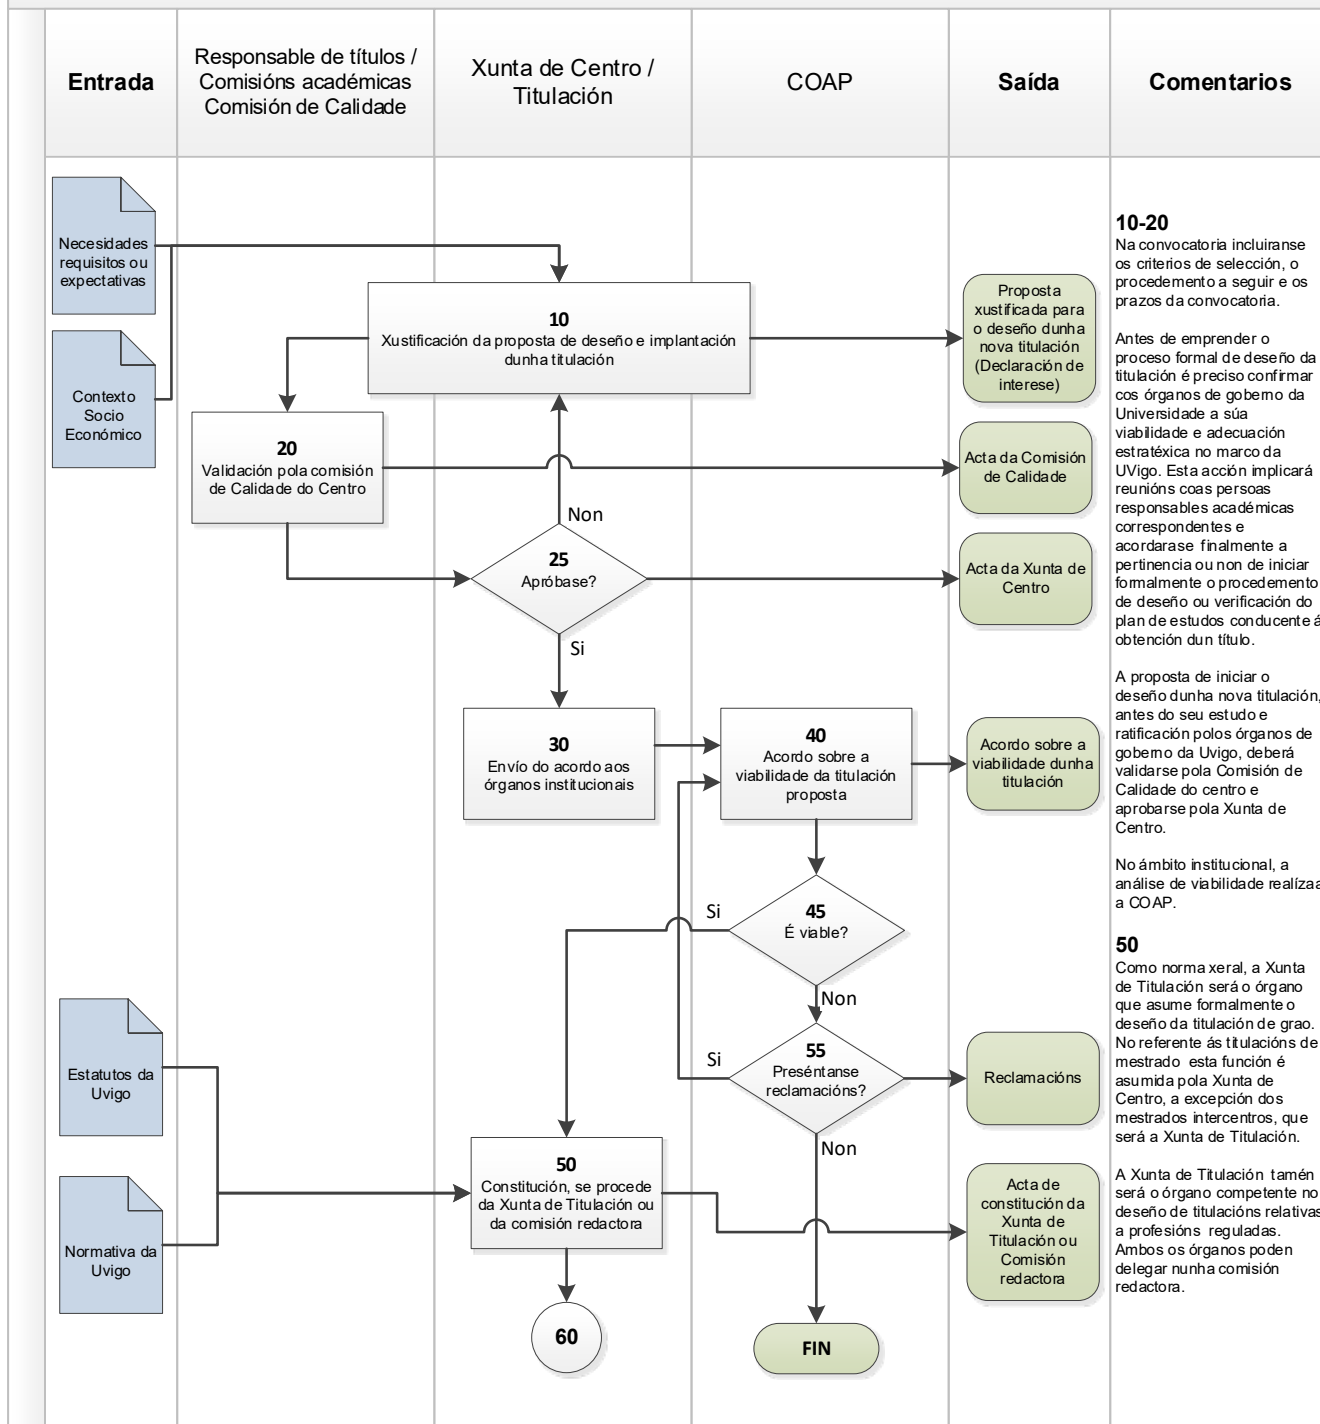 Entrada
Responsable de títulos /
Comisións académicas
Comisión de Calidade
Xunta de Centro /
Titulación
COAP
Saída
Comentarios
Necesidades
requisitos ou
expectativas
Contexto
Socio
Económico
10
Xustificación da proposta de deseño e implantación
dunha titulación
Proposta
xustificada para
o deseño dunha
nova titulación
(Declaración de
interese)
20
Validación pola comisión
de Calidade do Centro
Acta da Comisión
de Calidade
Non
25
Apróbase?
Si
Acta da Xunta de
Centro
30
Envío do acordo aos
órganos institucionais
40
Acordo sobre a
viabilidade da titulación
proposta
Acordo sobre a
viabilidade dunha
titulación
Si
45
É viable?
Non
Si
55
Preséntanse
reclamacións?
Non
Reclamacións
Estatutos da
Uvigo
Normativa da
Uvigo
50
Constitución, se procede
da Xunta de Titulación ou
da comisión redactora
Acta de
constitución da
Xunta de
Titulación ou
Comisión
redactora
60
FIN
10-20
Na convocatoria incluiranse
os criterios de selección, o
procedemento a seguir e os
prazos da convocatoria.
Antes de emprender o
proceso formal de deseño da
titulación é preciso confirmar
cos órganos de goberno da
Universidade a súa
viabilidade e adecuación
estratéxica no marco da
UVigo. Esta acción implicará
reunións coas persoas
responsables académicas
correspondentes e
acordarase finalmente a
pertinencia ou non de iniciar
formalmente o procedemento
de deseño ou verificación do
plan de estudos conducente á
obtención dun título.
A proposta de iniciar o
deseño dunha nova titulación,
antes do seu estudo e
ratificación polos órganos de
goberno da Uvigo, deberá
validarse pola Comisión de
Calidade do centro e
aprobarse pola Xunta de
Centro.
No ámbito institucional, a
análise de viabilidade realízaa
a COAP.
50
Como norma xeral, a Xunta
de Titulación será o órgano
que asume formalmente o
deseño da titulación de grao.
No referente ás titulacións de
mestrado esta función é
asumida pola Xunta de
Centro, a excepción dos
mestrados intercentros, que
será a Xunta de Titulación.
A Xunta de Titulación tamén
será o órgano competente no
deseño de titulacións relativas
a profesións reguladas.
Ambos os órganos poden
delegar nunha comisión
redactora.